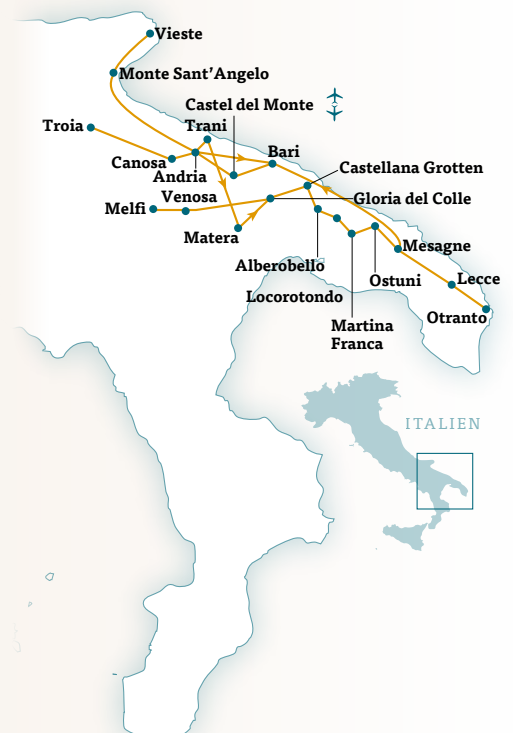 Vieste
Monte Sant'Angelo
Castel del Monte
Troia
Trani
Bari
Canosa
Castellana Grotten
Andria
Venosa
Gloria del Colle
Melfi
Matera
Mesagne
Alberobello
Ostuni
Lecce
Locorotondo
Otranto
Martina
Franca
ITALIEN